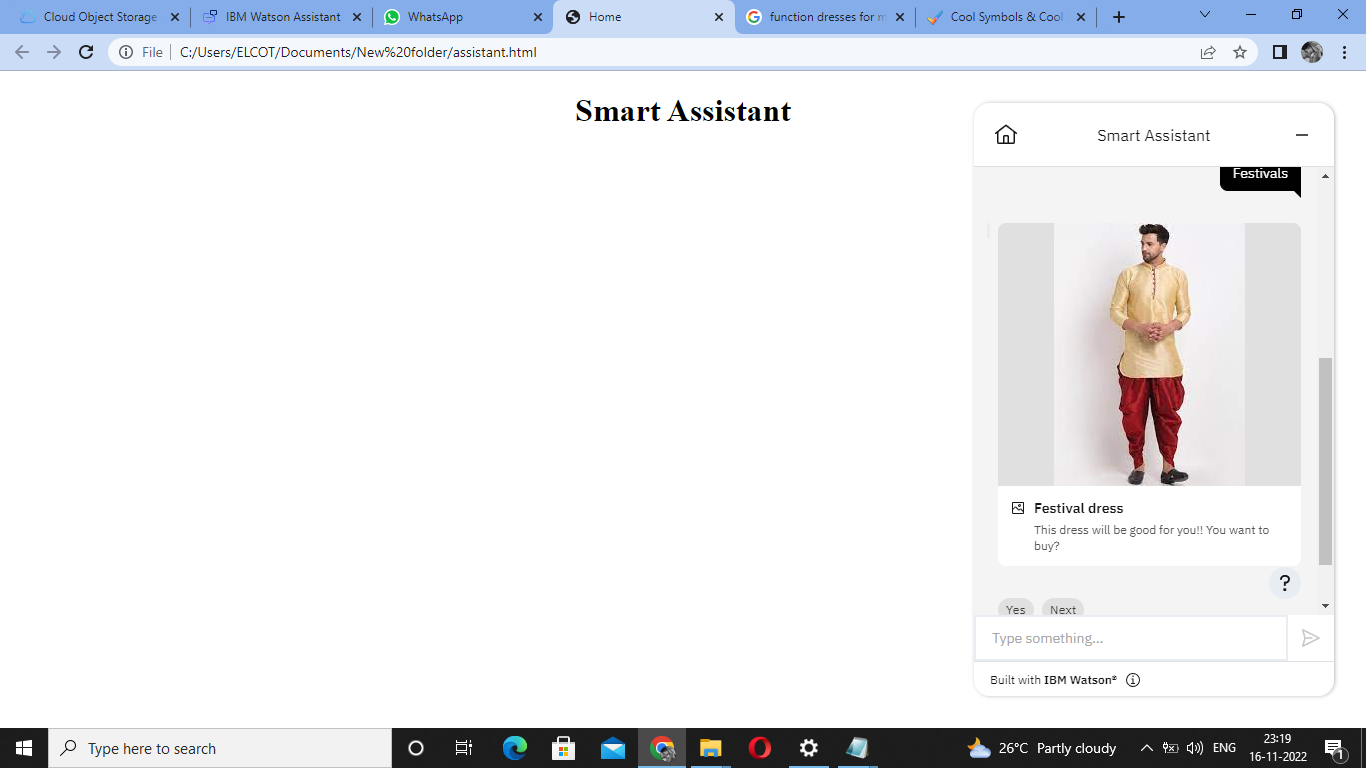 Cloud Object Storage
IBM Watson Assistant
WhatsApp
Home
function dresses for m
Cool Symbols & Cool
File
C:/Users/ELCOT/Documents/New%20folder/assistant.html
Smart Assistant
Smart Assistant
Festivals
Festival dress
This dress will be good for you!! You want to
buy?
?
Yes Next
Type something...
Built with IBM Watson®
Type here to search
26°C Partly cloudy
ENG
23:19
16-11-2022
1